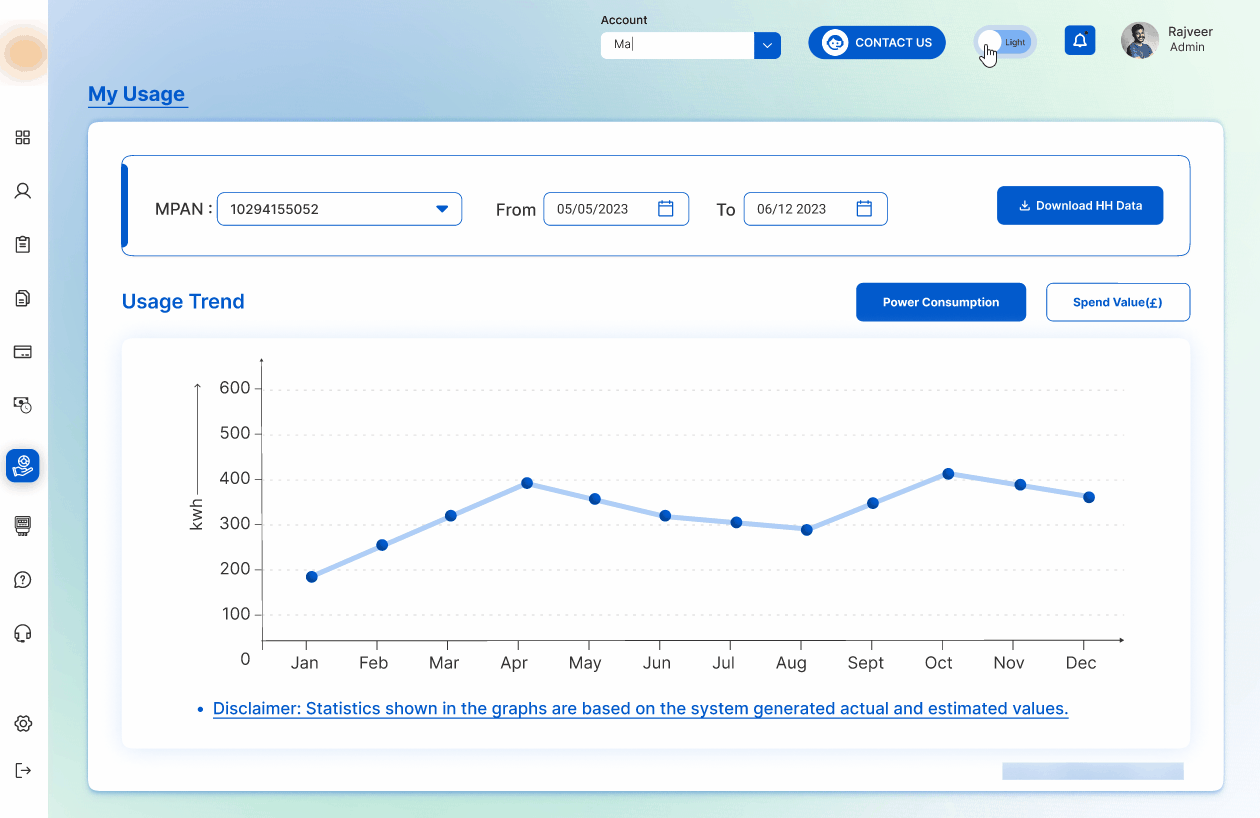 Account
Ma
CONTACT US
Light
Rajveer
Admin
My Usage
MPAN : 10294155052
From 05/05/2023
To 06/12 2023
Download HH Data
Usage Trend
Power Consumption
Spend Value(£)
kwh
600
500
400
300
200
100
0
Jan Feb Mar Apr May Jun Jul Aug Sept Oct Nov Dec
• Disclaimer: Statistics shown in the graphs are based on the system generated actual and estimated values.